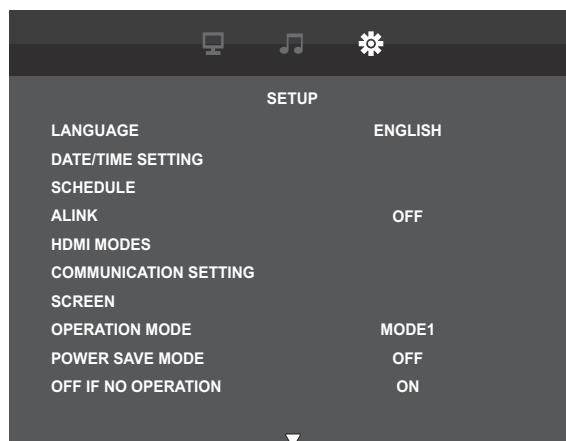 SETUP
LANGUAGE ENGLISH
DATE/TIME SETTING
SCHEDULE
ALINK OFF
HDMI MODES
COMMUNICATION SETTING
SCREEN
OPERATION MODE MODE1
POWER SAVE MODE OFF
OFF IF NO OPERATION ON